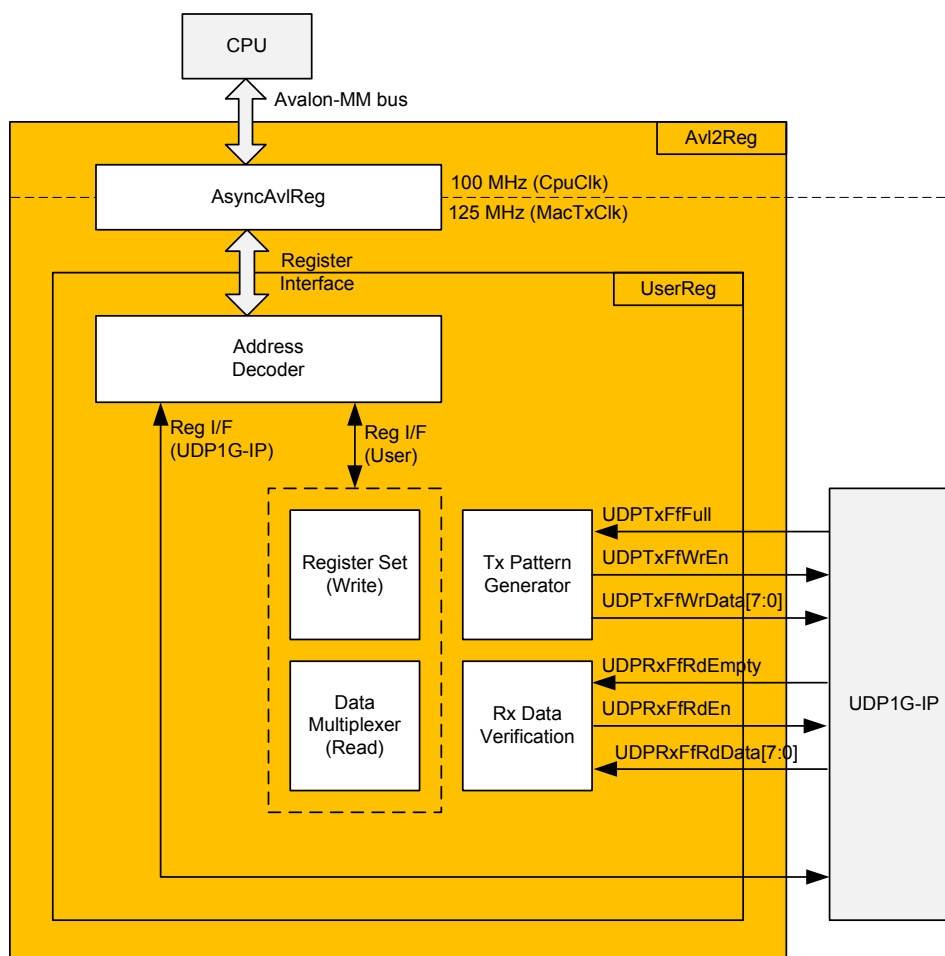 CPU
Avalon-MM bus
Avl2Reg
AsyncAvlReg
100 MHz (CpuClk)
125 MHz (MacTxClk)
Register
Interface
UserReg
Address
Decoder
Reg I/F
(UDP1G-IP)
Reg I/F
(User)
Register Set
(Write)
Tx Pattern
Generator
UDPTxFfFull
UDPTxFfWrEn
UDPTxFfWrData[7:0]
Data
Multiplexer
(Read)
Rx Data
Verification
UDPRxFfRdEmpty
UDPRxFfRdEn
UDPRxFfRdData[7:0]
UDP1G-IP